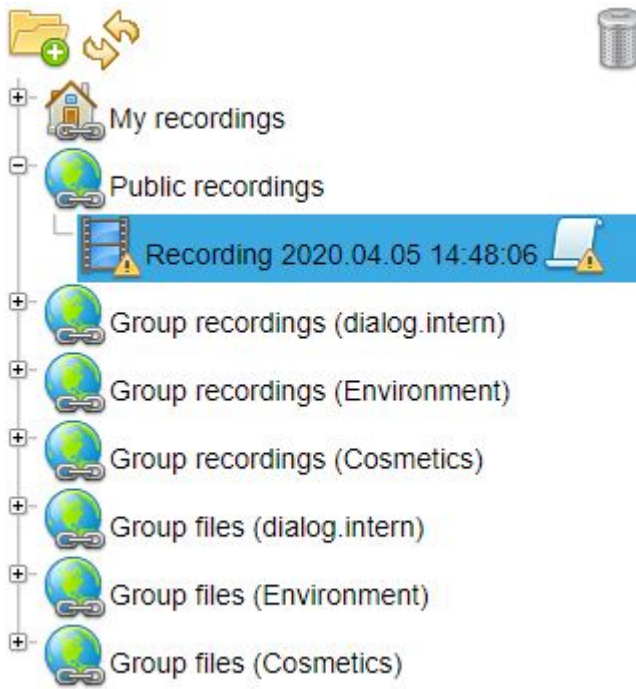 My recordings
Public recordings
Recording 2020.04.05 14:48:06
Group recordings (dialog.intern)
Group recordings (Environment)
Group recordings (Cosmetics)
Group files (dialog.intern)
Group files (Environment)
Group files (Cosmetics)